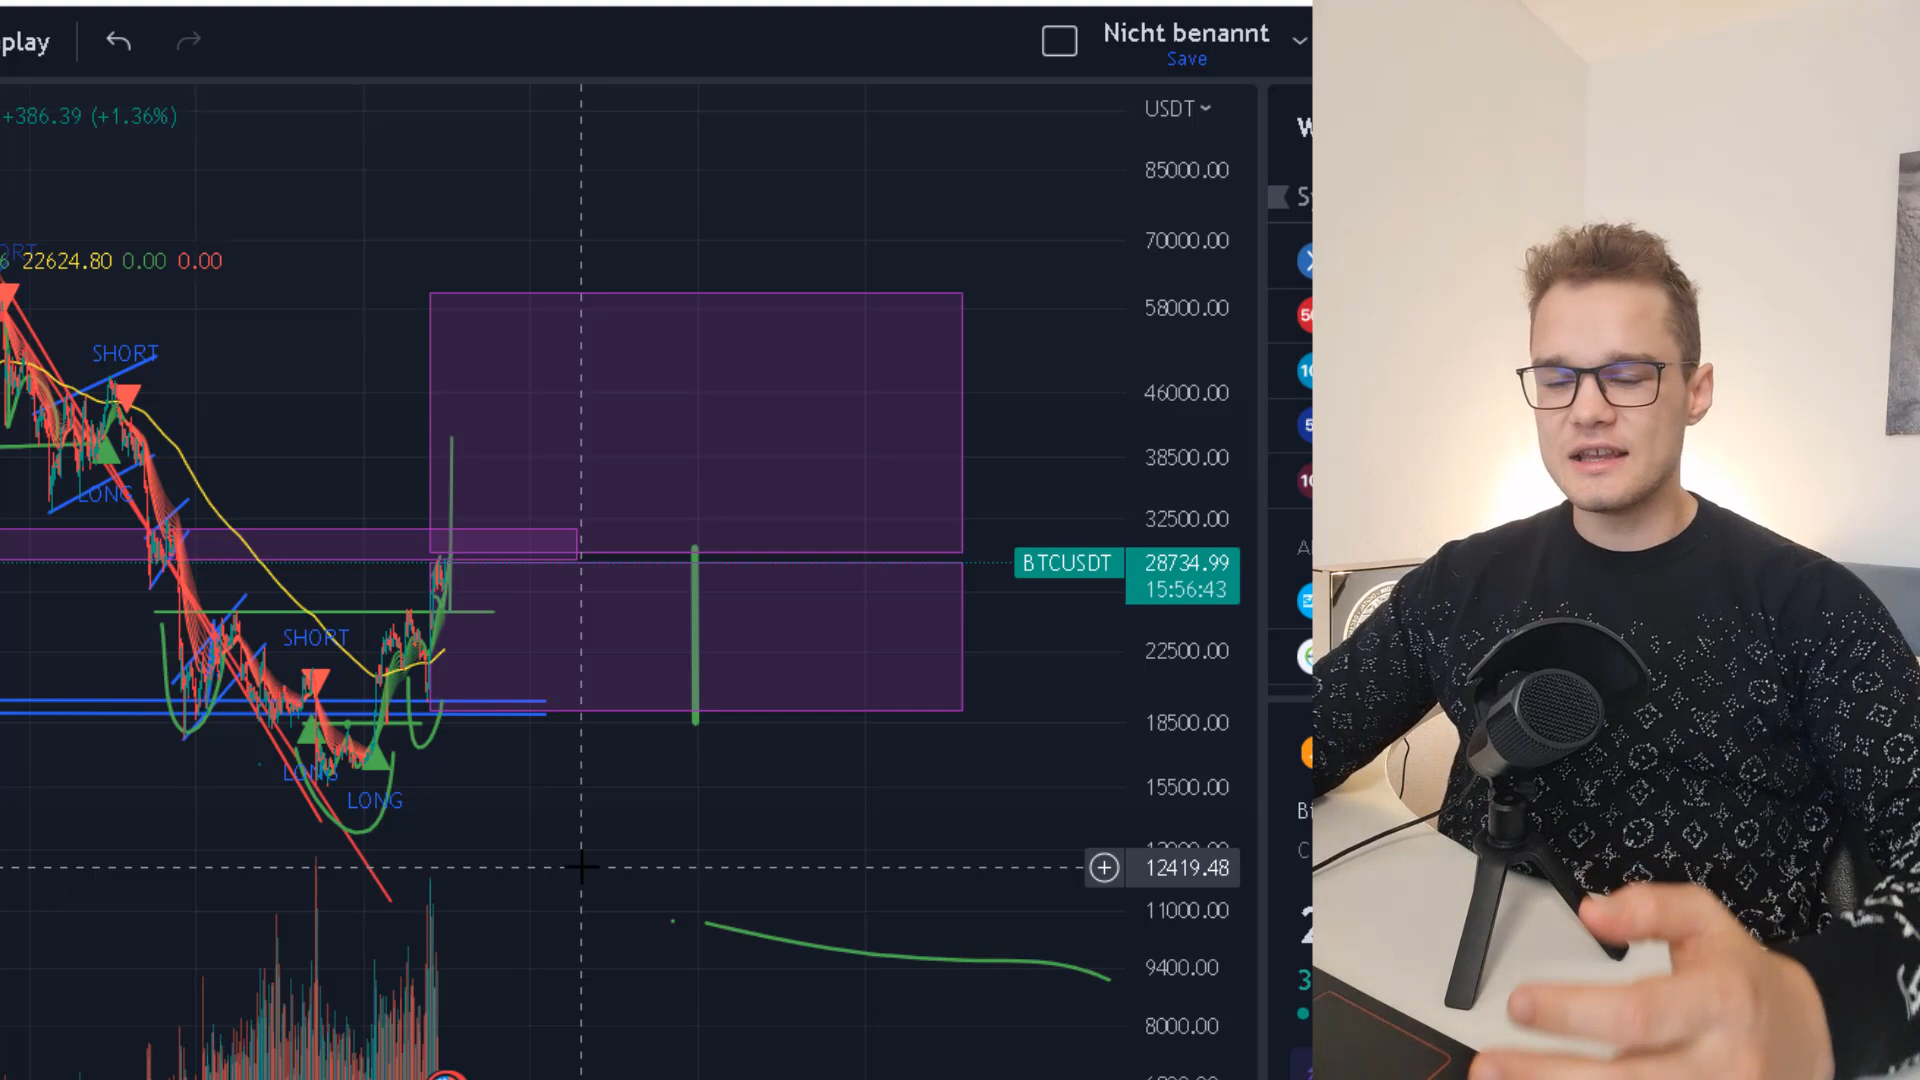 play
Nicht benannt
Save
+386.39 (+1.36%)
USDT
85000.00
70000.00
22624.80 0.00 0.00
58000.00
SHORT
46000.00
38500.00
LONG
32500.00
BTCUSDT 28734.99
15:56:43
SHORT
22500.00
18500.00
LONG
15500.00
LONG
12419.48
11000.00
9400.00
8000.00